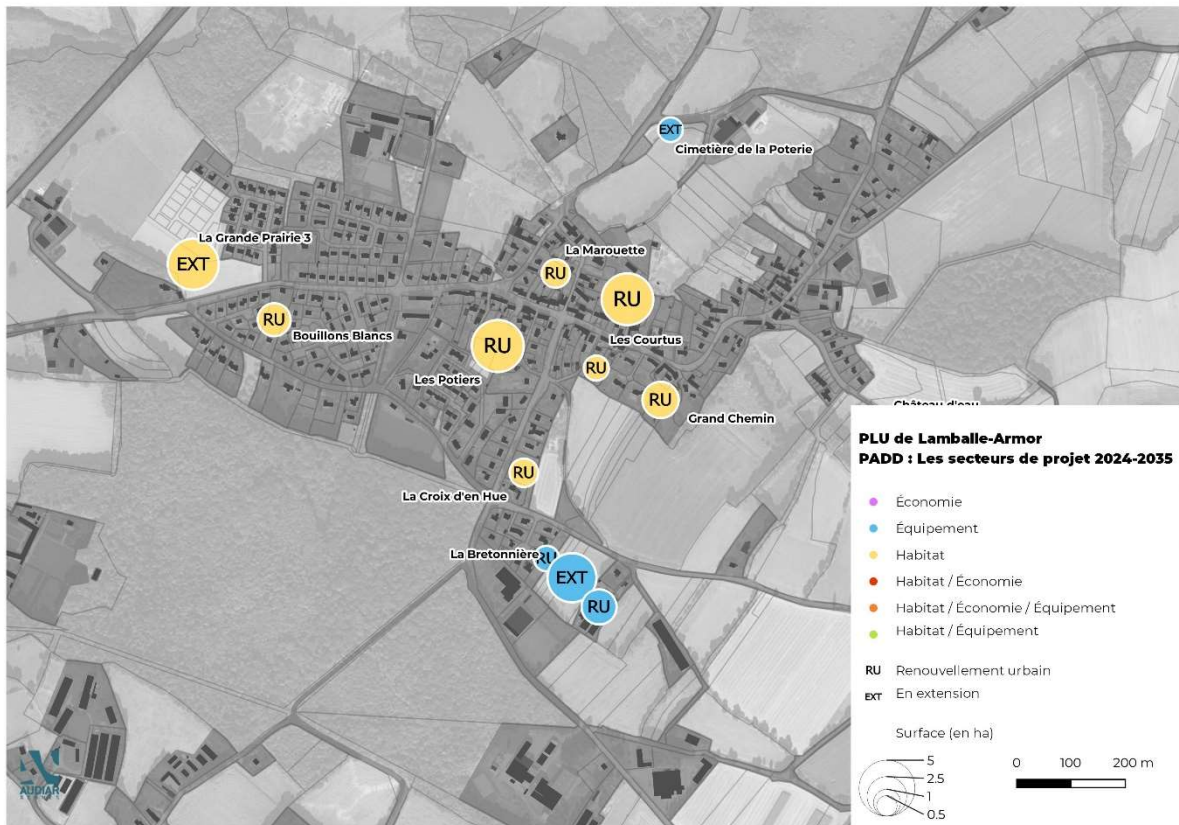 EXT
Cimetière de la Poterie
La Grande Prairie 3
EXT
La Marouette
RU
RU
RU
Bouillons Blancs
RU
Les Courtus
Les Potiers
RU
RU
Grand Chemin
Château d'eau
RU
La Croix d'en Hue
La Bretonnière
RU
EXT
RU
PLU de Lamballe-Armor
PADD : Les secteurs de projet 2024-2035
Économie
Équipement
Habitat
Habitat / Économie
Habitat / Économie / Équipement
Habitat / Équipement
RU Renouvellement urbain
EXT En extension
Surface (en ha)
5
2.5
1
0.5
0 100 200 m
AUDIAR
RENNES